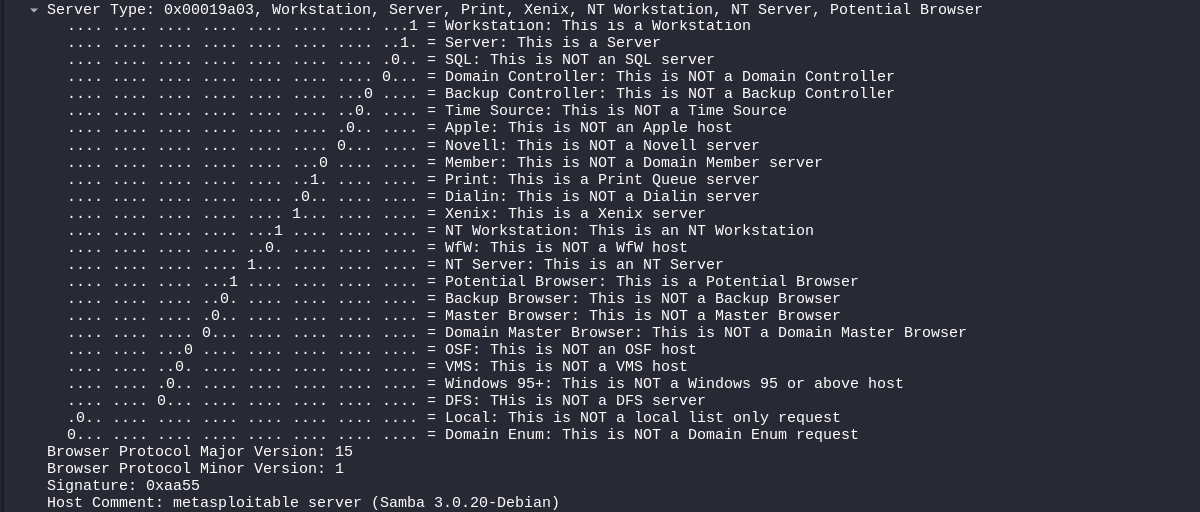 Server Type: 0x00019a03, Workstation, Server, Print, Xenix, NT Workstation, NT Server, Potential Browser
.... .... .... .... .... .... .... ...1 = Workstation: This is a Workstation
.... .... .... .... .... .... .... ..1. = Server: This is a Server
.... .... .... .... .... .... .... .0.. = SQL: This is NOT an SQL server
.... .... .... .... .... .... .... 0... = Domain Controller: This is NOT a Domain Controller
.... .... .... .... .... .... ...0 .... = Backup Controller: This is NOT a Backup Controller
.... .... .... .... .... .... ..0. .... = Time Source: This is NOT a Time Source
.... .... .... .... .... .... .0.. .... = Apple: This is NOT an Apple host
.... .... .... .... .... .... 0... .... = Novell: This is NOT a Novell server
.... .... .... .... .... ...0 .... .... = Member: This is NOT a Domain Member server
.... .... .... .... .... ..1. .... .... = Print: This is a Print Queue server
.... .... .... .... .... .0.. .... .... = Dialin: This is NOT a Dialin server
.... .... .... .... .... 1... .... .... = Xenix: This is a Xenix server
.... .... .... .... ...1 .... .... .... = NT Workstation: This is an NT Workstation
.... .... .... .... ..0. .... .... .... = WfW: This is NOT a WfW host
.... .... .... .... 1... .... .... .... = NT Server: This is an NT Server
.... .... .... ...1 .... .... .... .... = Potential Browser: This is a Potential Browser
.... .... .... ..0. .... .... .... .... = Backup Browser: This is NOT a Backup Browser
.... .... .... .0.. .... .... .... .... = Master Browser: This is NOT a Master Browser
.... .... .... 0... .... .... .... .... = Domain Master Browser: This is NOT a Domain Master Browser
.... .... ...0 .... .... .... .... .... = OSF: This is NOT an OSF host
.... .... ..0. .... .... .... .... .... = VMS: This is NOT a VMS host
.... .... .0.. .... .... .... .... .... = Windows 95+: This is NOT a Windows 95 or above host
.... .... 0... .... .... .... .... .... = DFS: THis is NOT a DFS server
.0.. .... .... .... .... .... .... .... = Local: This is NOT a local list only request
0... .... .... .... .... .... .... .... = Domain Enum: This is NOT a Domain Enum request
Browser Protocol Major Version: 15
Browser Protocol Minor Version: 1
Signature: 0xaa55
Host Comment: metasploitable server (Samba 3.0.20-Debian)